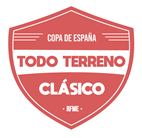 COPA DE ESPAÑA
TODO TERRENO
CLÁSICO
RFME